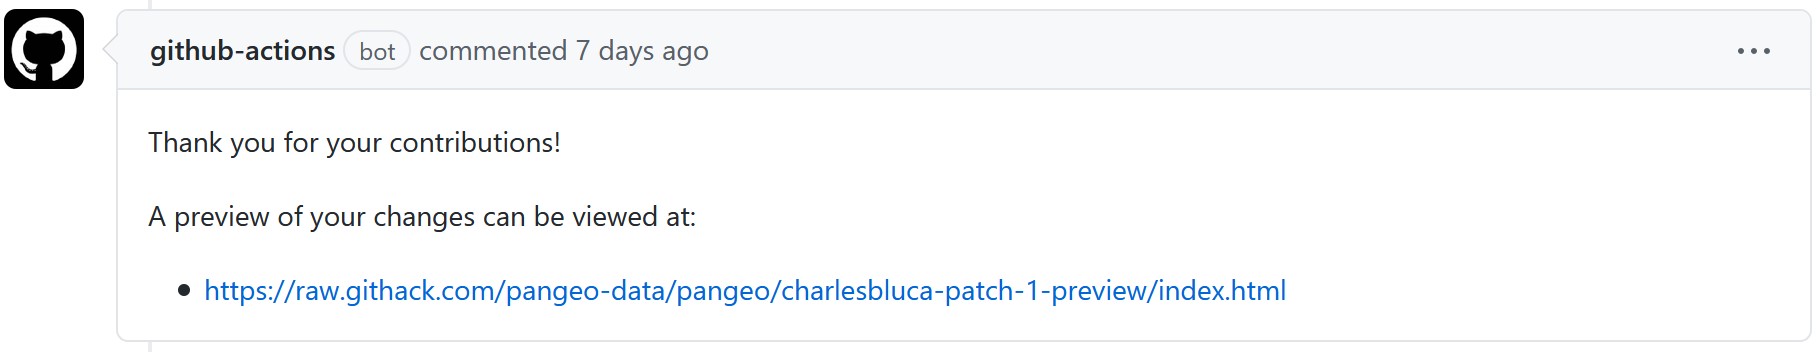 github-actions bot commented 7 days ago
Thank you for your contributions!
A preview of your changes can be viewed at:
https://raw.githack.com/pangeo-data/pangeo/charlesbluca-patch-1-preview/index.html